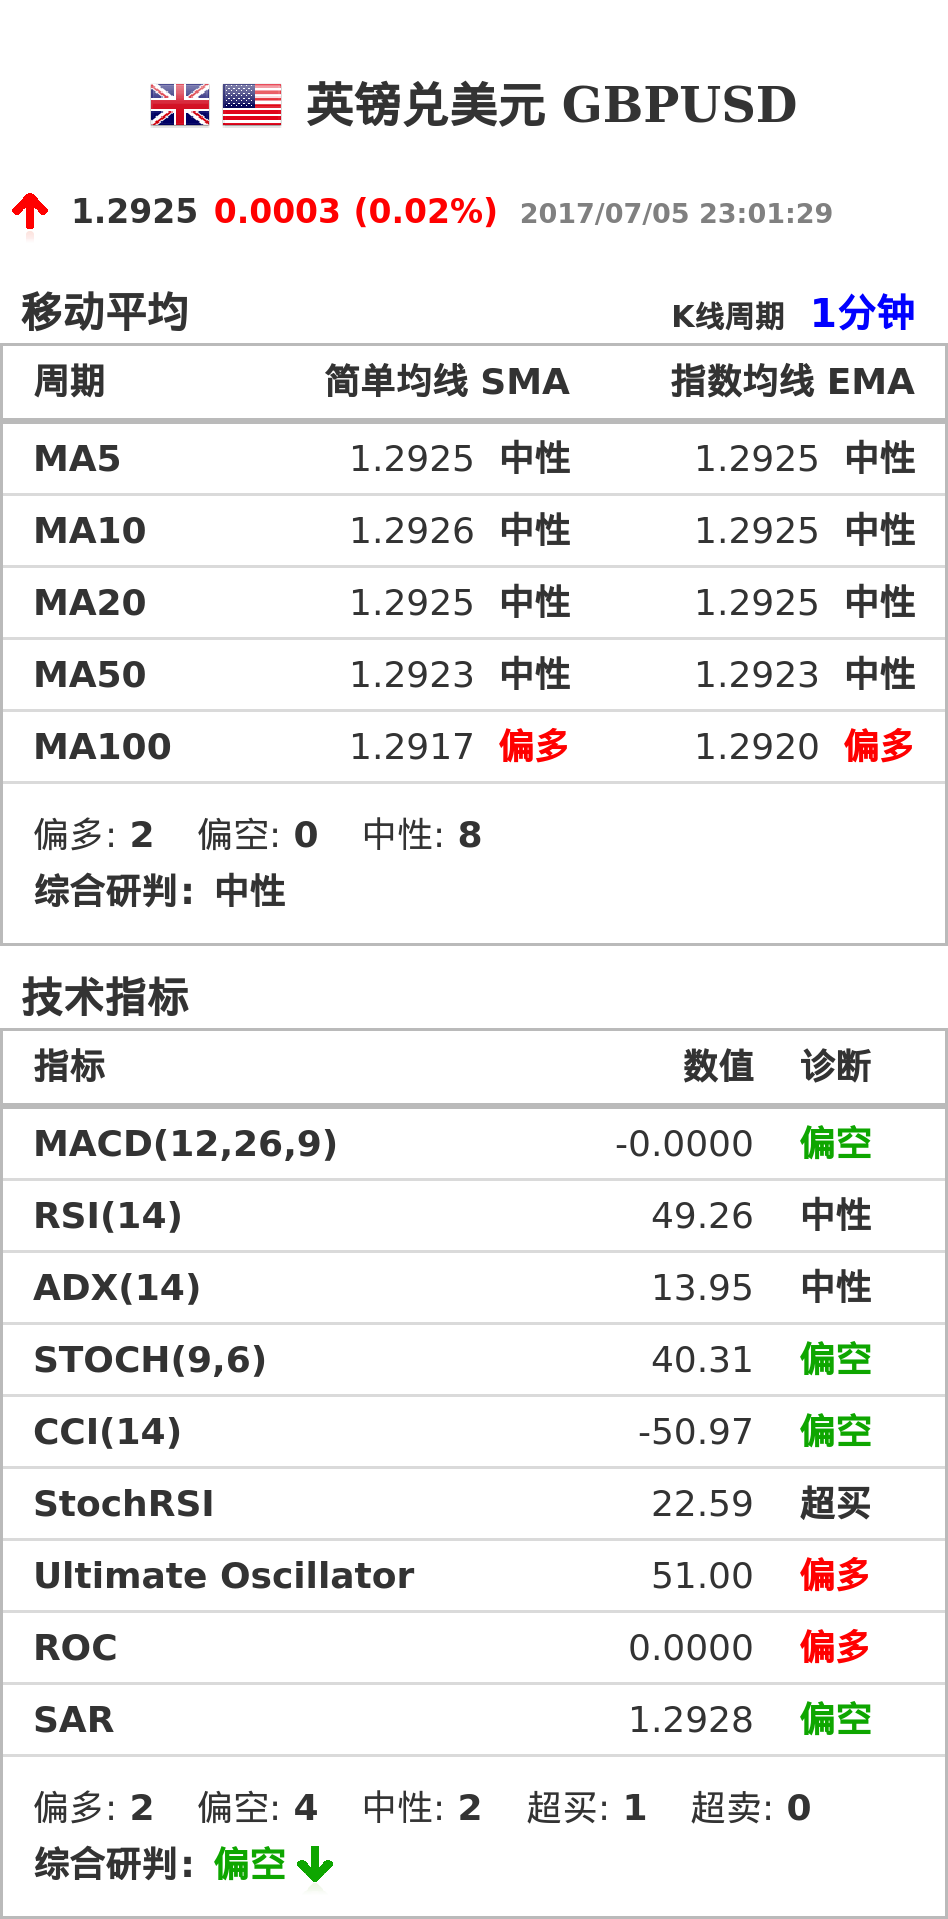 英镑兑美元 GBPUSD
1.2925 0.0003 (0.02%) 2017/07/05 23:01:29
移动平均 K线周期 1分钟
周期 简单均线 SMA 指数均线 EMA
MA5 1.2925 中性 1.2925 中性
MA10 1.2926 中性 1.2925 中性
MA20 1.2925 中性 1.2925 中性
MA50 1.2923 中性 1.2923 中性
MA100 1.2917 偏多 1.2920 偏多
偏多: 2 偏空: 0 中性: 8
综合研判: 中性
技术指标
指标 数值 诊断
MACD(12,26,9) -0.0000 偏空
RSI(14) 49.26 中性
ADX(14) 13.95 中性
STOCH(9,6) 40.31 偏空
CCI(14) -50.97 偏空
StochRSI 22.59 超买
Ultimate Oscillator 51.00 偏多
ROC 0.0000 偏多
SAR 1.2928 偏空
偏多: 2 偏空: 4 中性: 2 超买: 1 超卖: 0
综合研判: 偏空